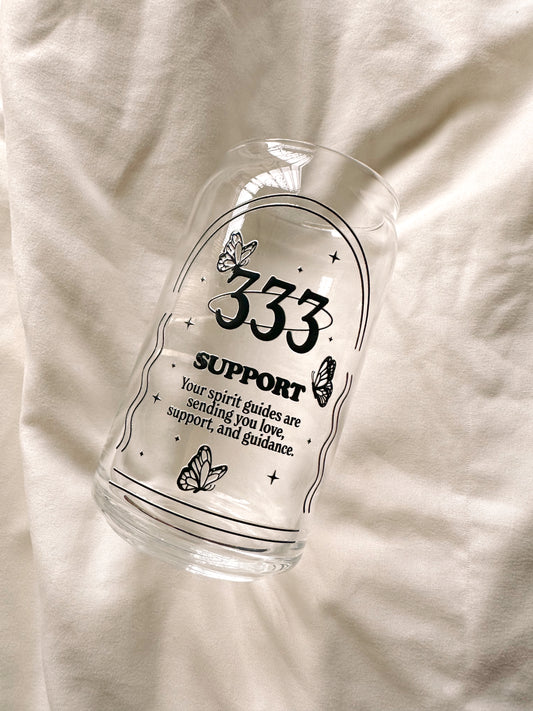 333
SUPPORT
Your spirit guides are
sending you love,
support, and guidance.